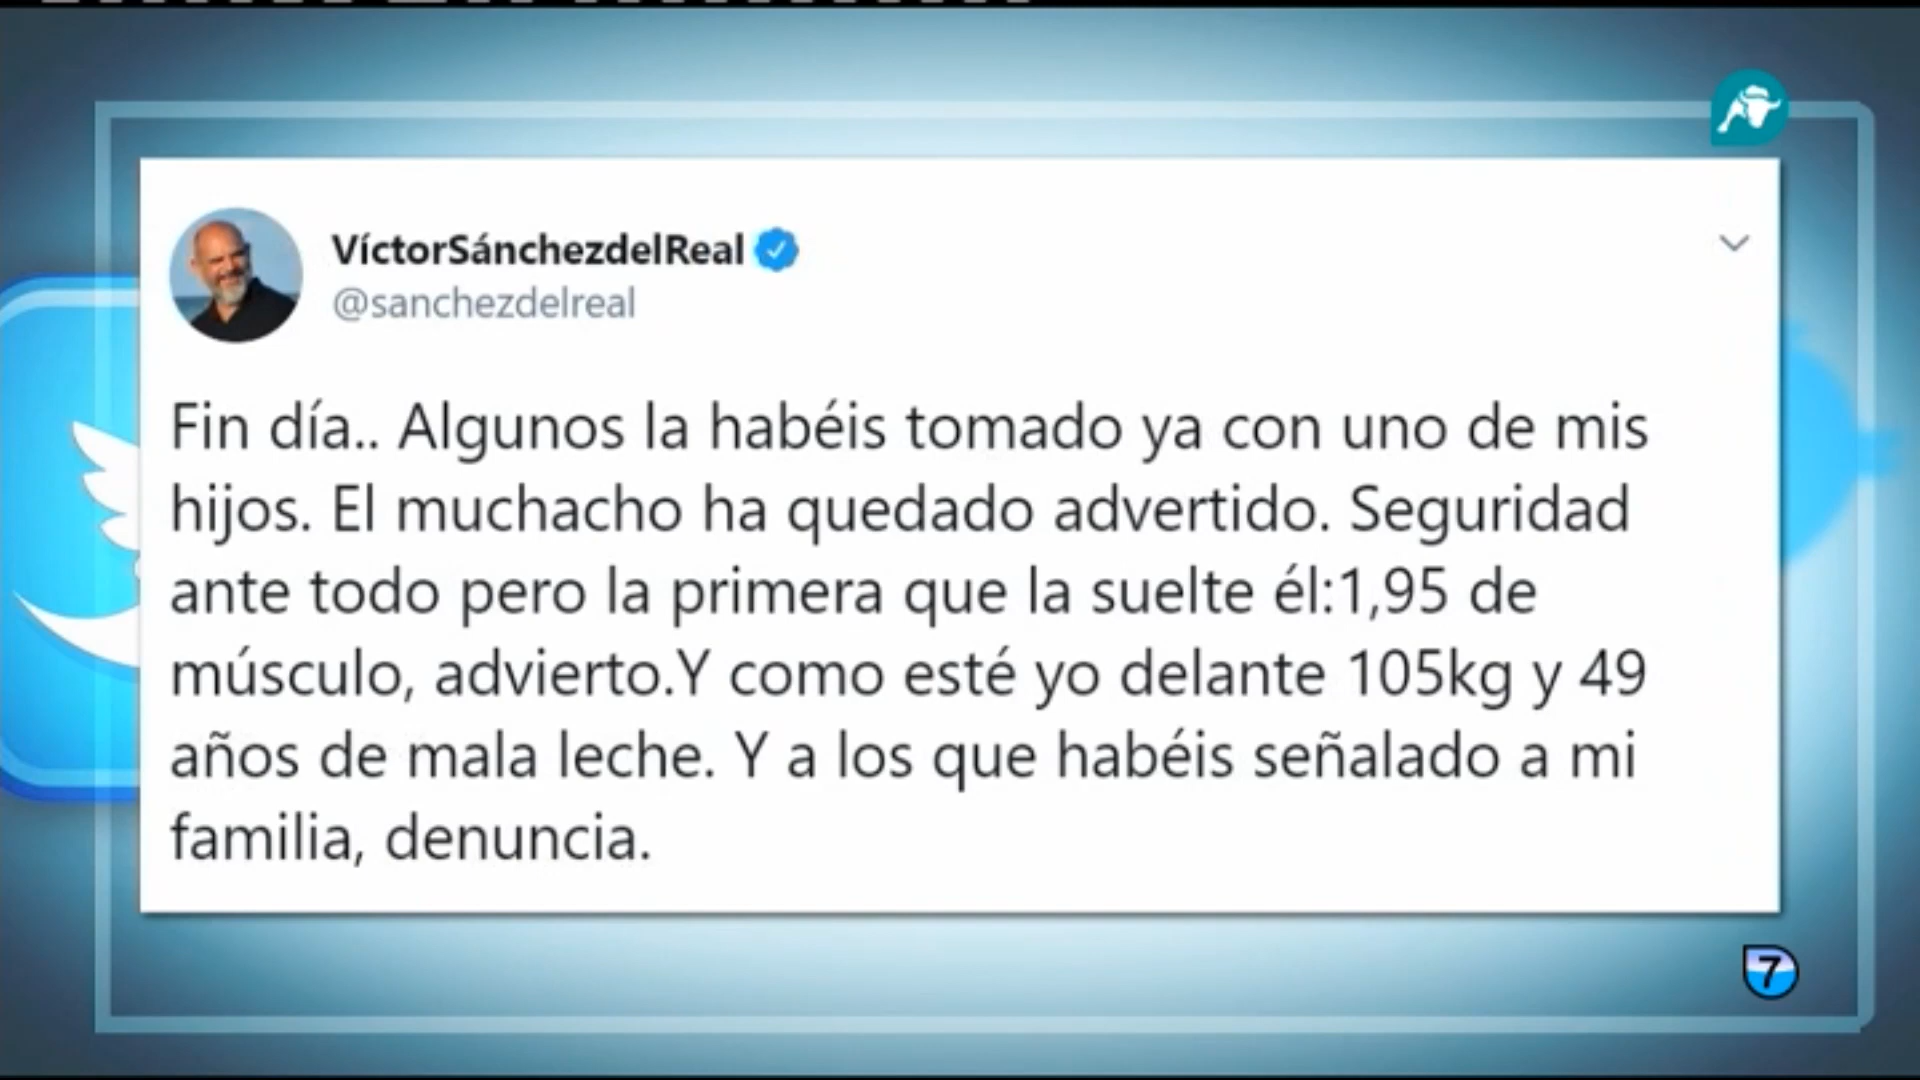 VíctorSánchezdelReal
@sanchezdelreal
Fin día.. Algunos la habéis tomado ya con uno de mis
hijos. El muchacho ha quedado advertido. Seguridad
ante todo pero la primera que la suelte él:1,95 de
músculo, advierto.Y como esté yo delante 105kg y 49
años de mala leche. Y a los que habéis señalado a mi
familia, denuncia.
7